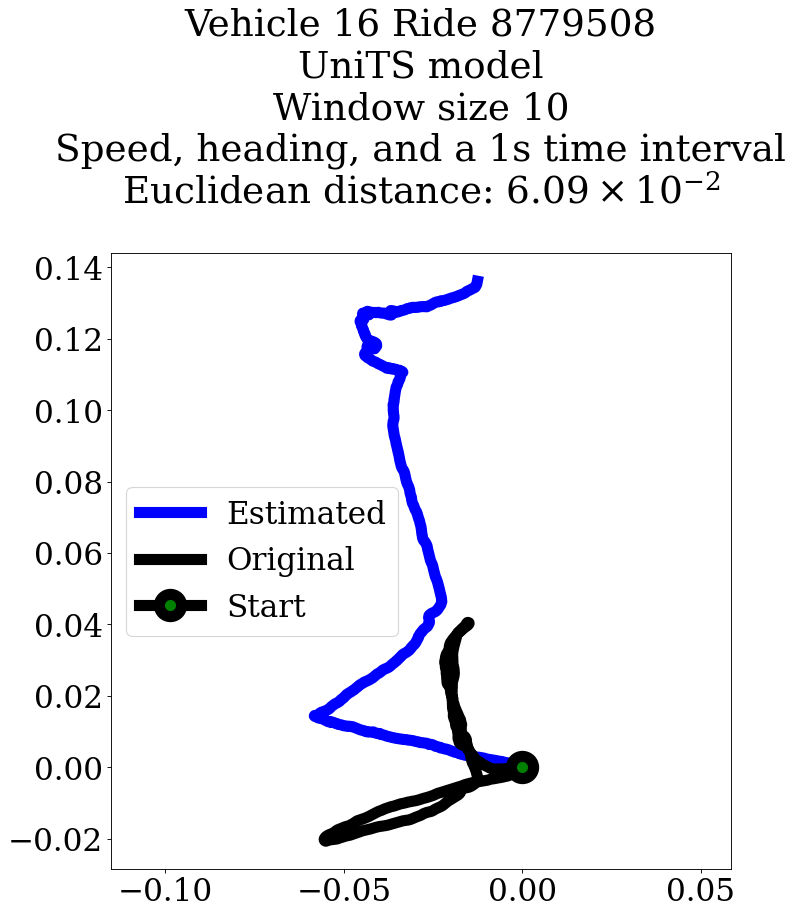 Vehicle 16 Ride 8779508
UniTS model
Window size 10
Speed, heading, and a 1s time interval
Euclidean distance: 6.09 × 10⁻²
0.14
0.12
0.10
0.08
0.06
0.04
0.02
0.00
−0.02
Estimated
Original
Start
−0.10 −0.05 0.00 0.05